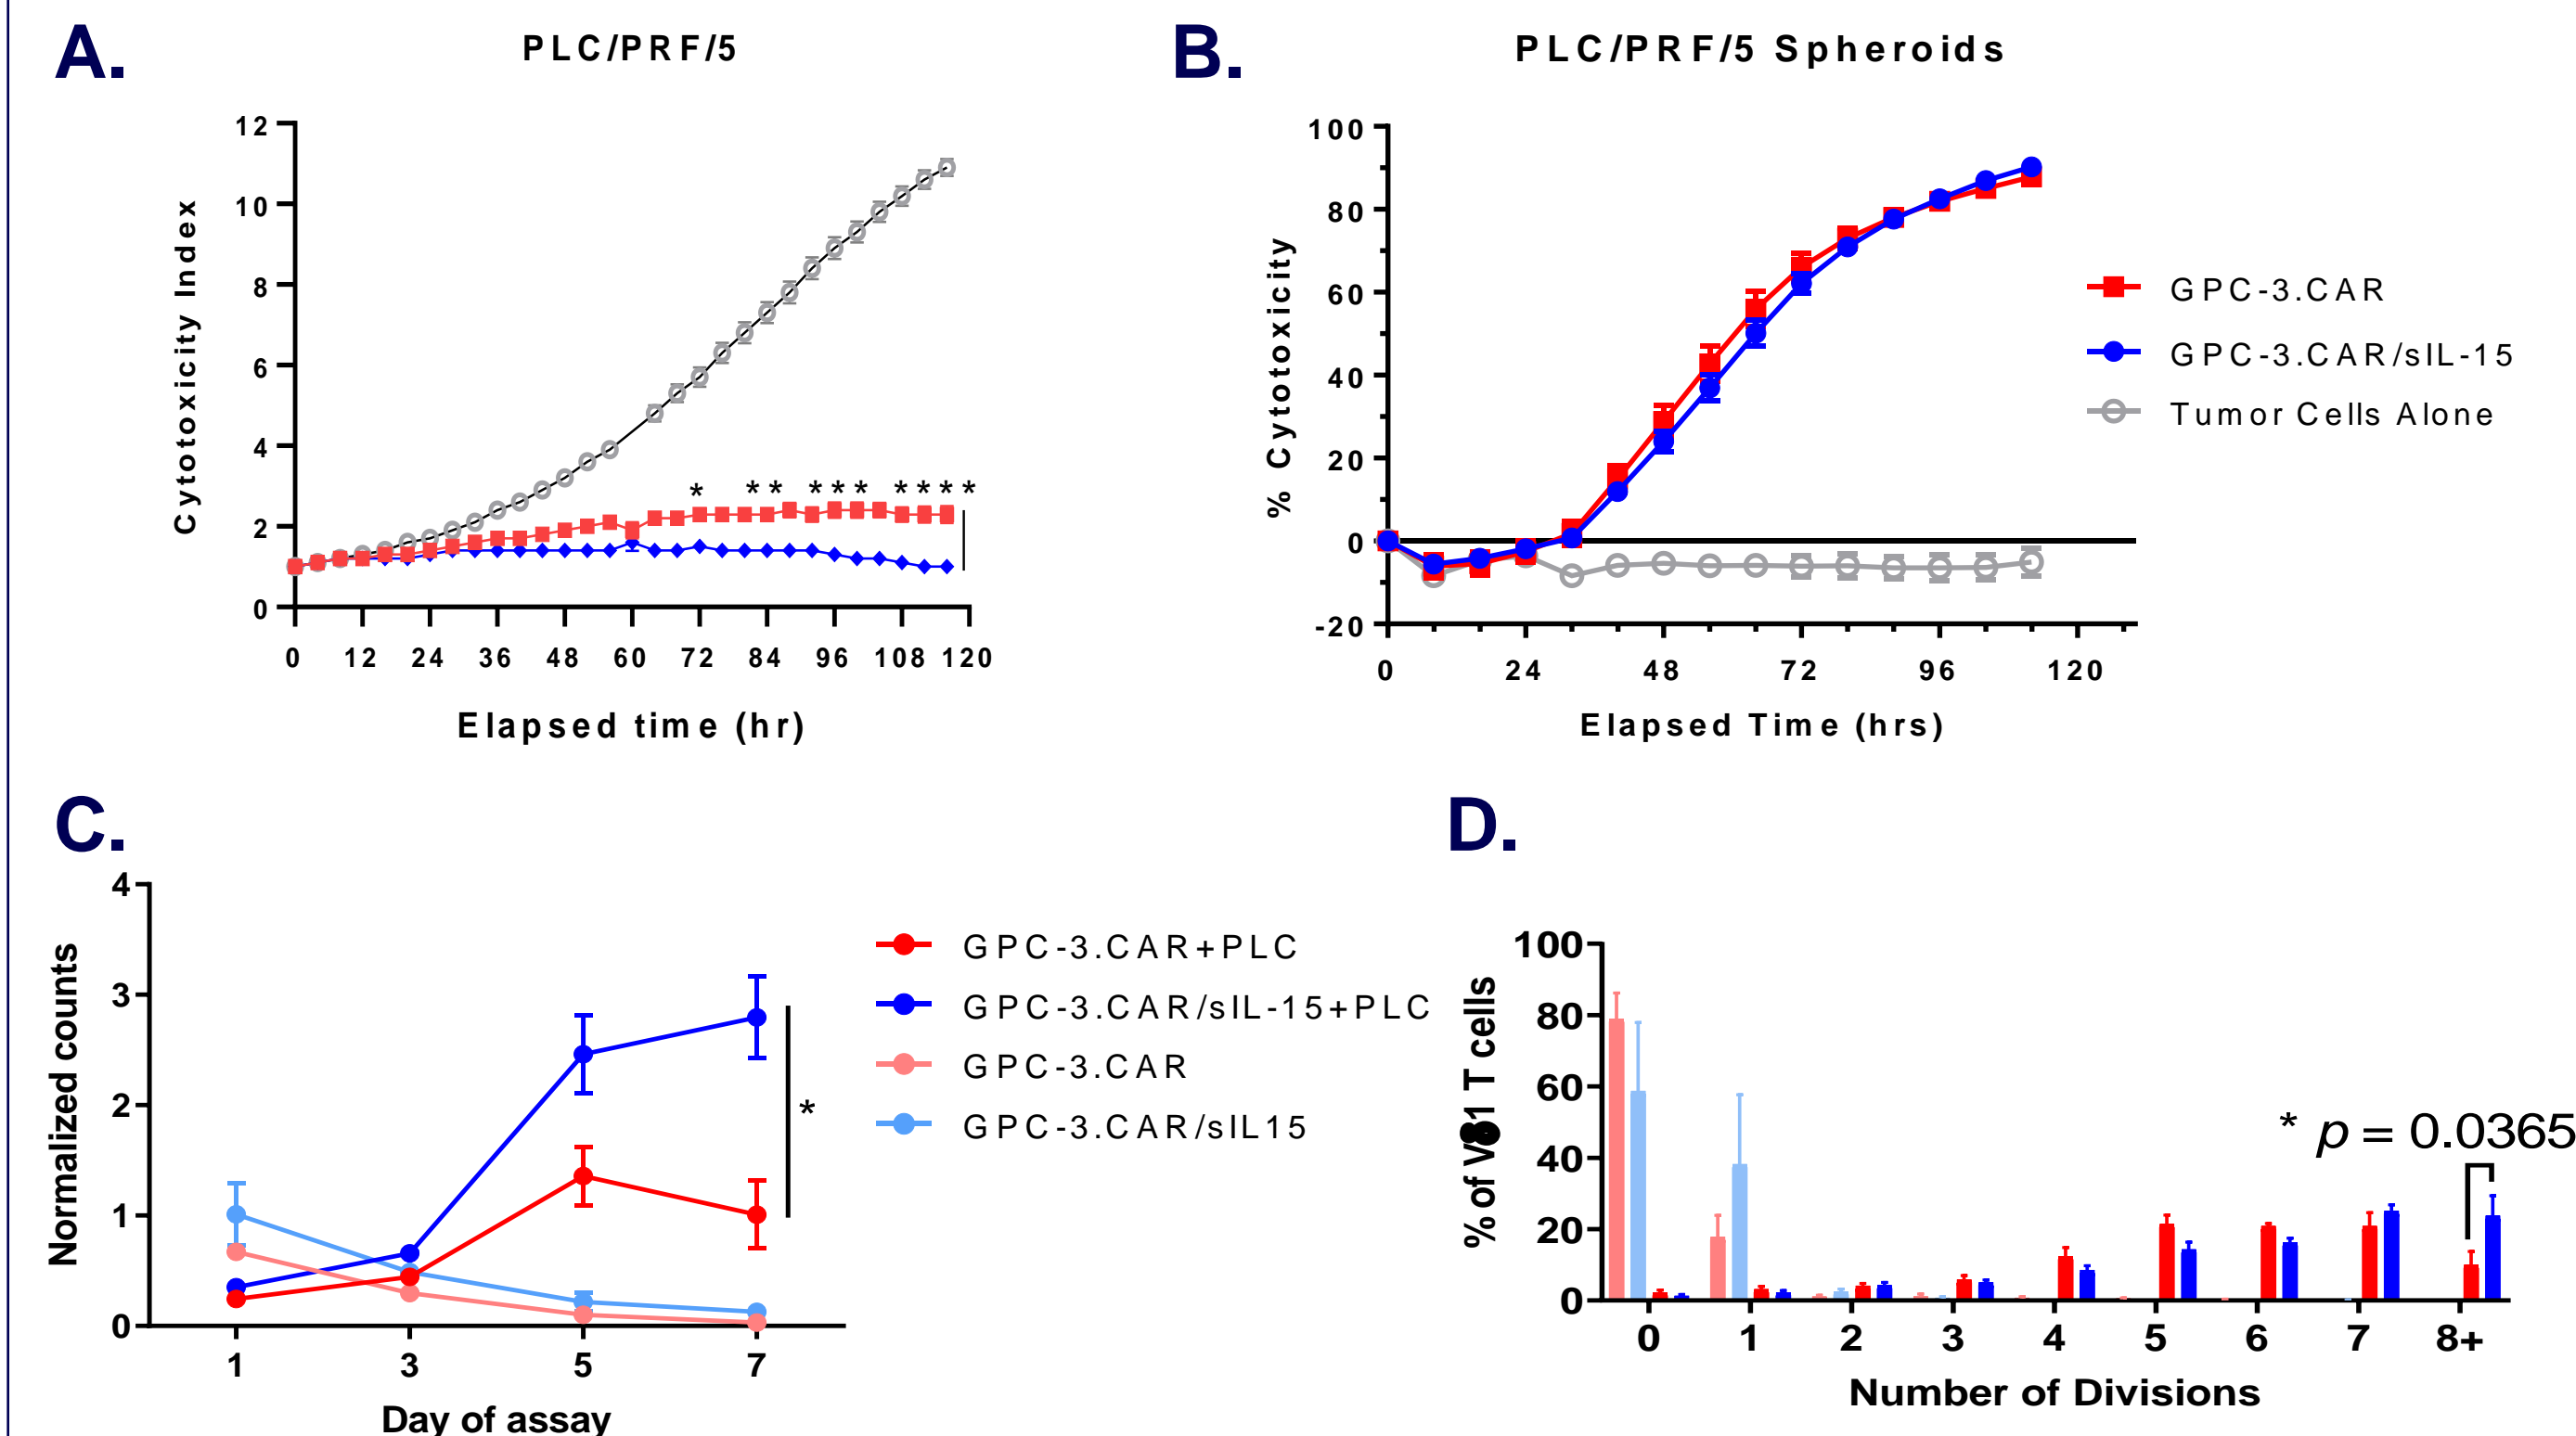 A.
PLC/PRF/5
Cytotoxicity Index
12
10
8
6
4
2
0
* ** *** ****
0 12 24 36 48 60 72 84 96 108 120
Elapsed time (hr)
B.
PLC/PRF/5 Spheroids
% Cytotoxicity
100
80
60
40
20
0
-20
0 24 48 72 96 120
Elapsed Time (hrs)
GPC-3.CAR
GPC-3.CAR/sIL-15
Tumor Cells Alone
C.
Normalized counts
4
3
2
1
0
*
1 3 5 7
Day of assay
GPC-3.CAR+PLC
GPC-3.CAR/sIL-15+PLC
GPC-3.CAR
GPC-3.CAR/sIL15
D.
% of Vδ1 T cells
100
80
60
40
20
0
* p = 0.0365
0 1 2 3 4 5 6 7 8+
Number of Divisions